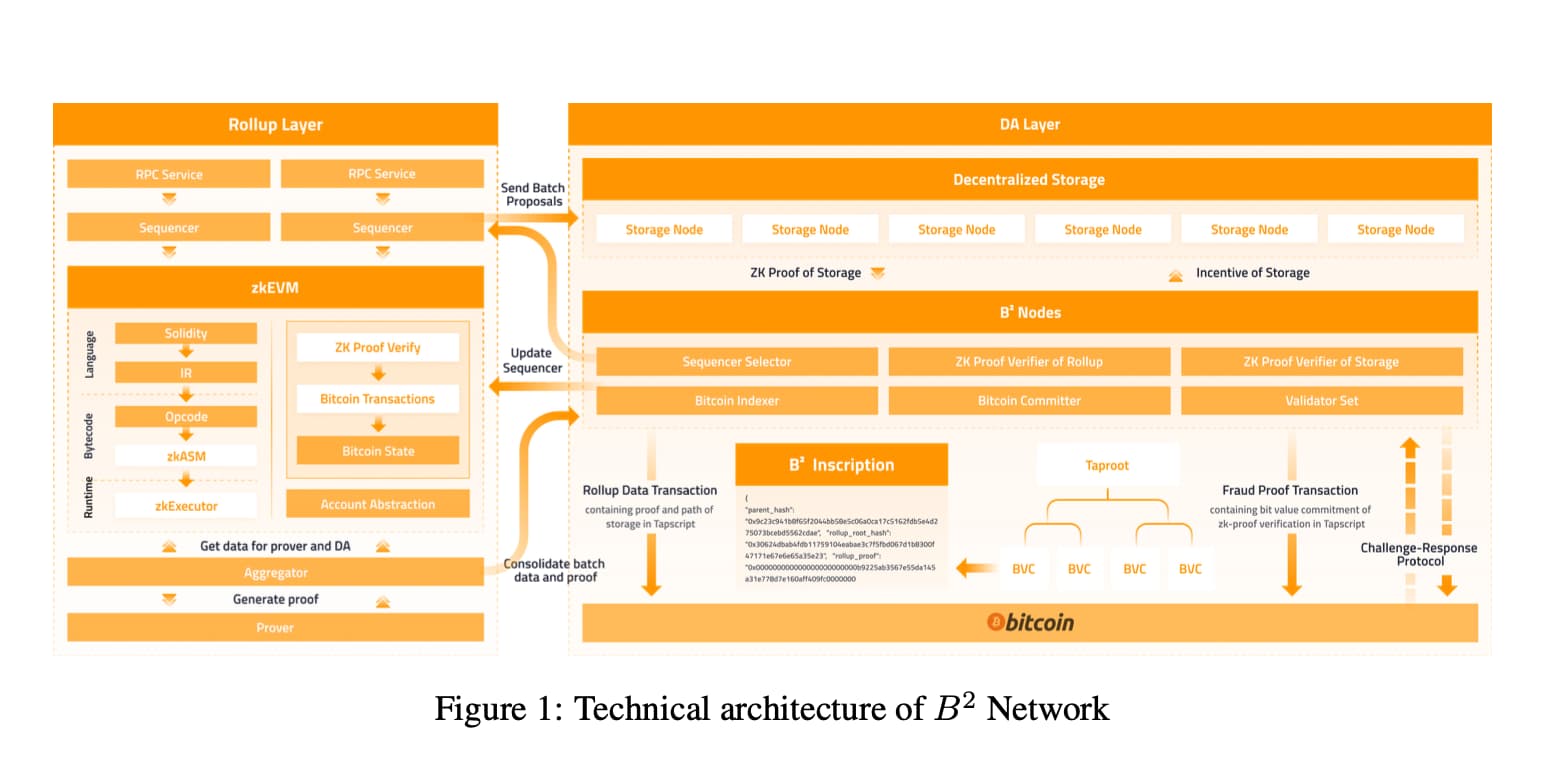 Rollup Layer
RPC Service
RPC Service
Sequencer
Sequencer
zkEVM
Language
Bytecode
Runtime
Solidity
IR
Opcode
zkASM
zkExecutor
ZK Proof Verify
Bitcoin Transactions
Bitcoin State
Account Abstraction
Get data for prover and DA
Aggregator
Generate proof
Prover
Send Batch
Proposals
Update
Sequencer
Consolidate batch
data and proof
DA Layer
Decentralized Storage
Storage Node
Storage Node
Storage Node
Storage Node
Storage Node
Storage Node
ZK Proof of Storage
Incentive of Storage
B² Nodes
Sequencer Selector
ZK Proof Verifier of Rollup
ZK Proof Verifier of Storage
Bitcoin Indexer
Bitcoin Committer
Validator Set
Rollup Data Transaction
containing proof and path of
storage in Tapscript
B² Inscription
{
"parent_hash":
"rollup_root_hash":
"rollup_proof":
Taproot
BVC
BVC
BVC
BVC
Fraud Proof Transaction
containing bit value commitment of
zk-proof verification in Tapscript
Challenge-Response
Protocol
bitcoin
Figure 1: Technical architecture of B² Network